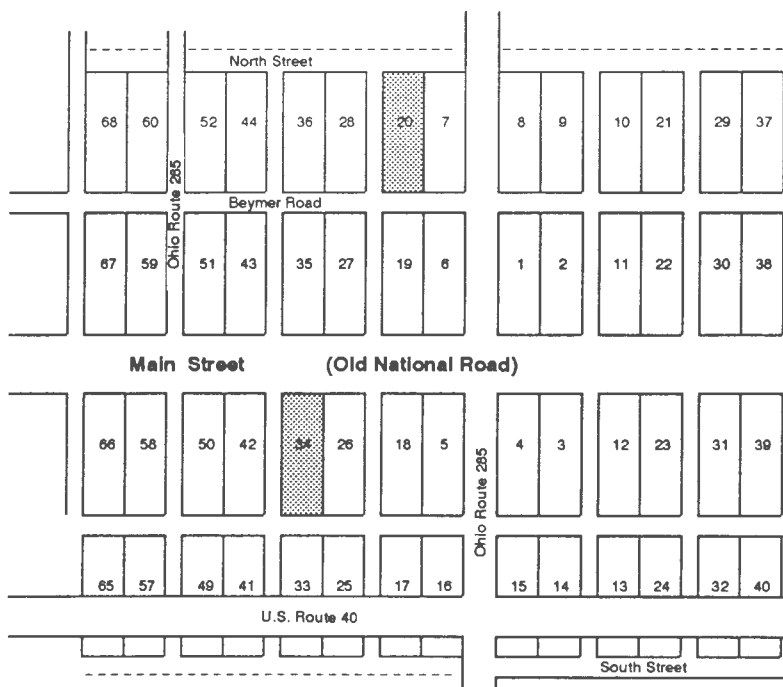 North Street
68 60 52 44 36 28 20 7 8 9 10 21 29 37
Ohio Route 285
Beymer Road
67 59 51 43 35 27 19 6 1 2 11 22 30 38
Main Street (Old National Road)
66 58 50 42 34 26 18 5 4 3 12 23 31 39
Ohio Route 285
65 57 49 41 33 25 17 16 15 14 13 24 32 40
U.S. Route 40
South Street